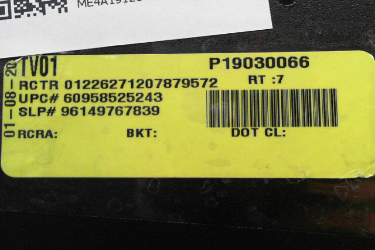 TV01
P19030066
RCTR 01226271207879572
RT :7
UPC# 60958525243
SLP# 96149767839
RCRA:
BKT:
DOT CL:
01-08-20